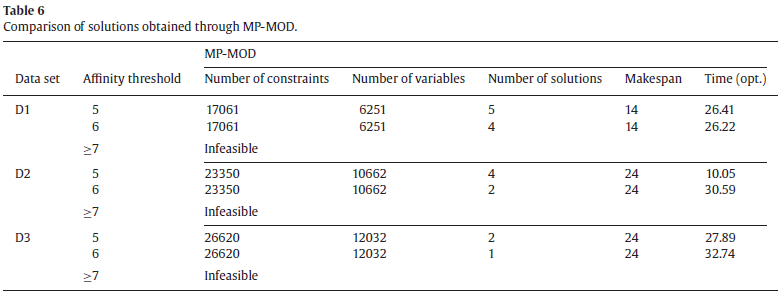 Table 6
Comparison of solutions obtained through MP-MOD.
MP-MOD
Data set Affinity threshold Number of constraints Number of variables Number of solutions Makespan Time (opt.)
D1 5 17061 6251 5 14 26.41
6 17061 6251 4 14 26.22
≥7 Infeasible
D2 5 23350 10662 4 24 10.05
6 23350 10662 2 24 30.59
≥7 Infeasible
D3 5 26620 12032 2 24 27.89
6 26620 12032 1 24 32.74
≥7 Infeasible